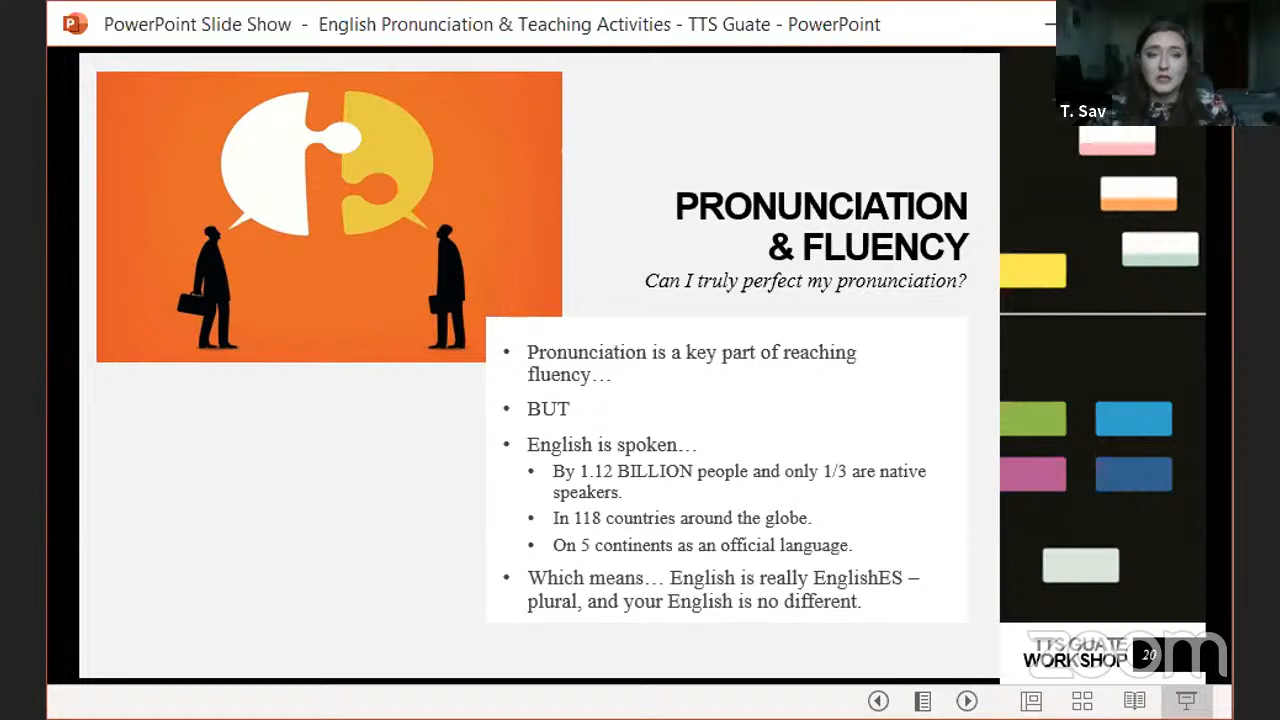 PowerPoint Slide Show - English Pronunciation & Teaching Activities - TTS Guate - PowerPoint
T. Sav
PRONUNCIATION
& FLUENCY
Can I truly perfect my pronunciation?
• Pronunciation is a key part of reaching
fluency…
• BUT
• English is spoken…
• By 1.12 BILLION people and only 1/3 are native
speakers.
• In 118 countries around the globe.
• On 5 continents as an official language.
• Which means… English is really EnglishES –
plural, and your English is no different.
TTS GUATE
WORKSHOP
20
zoom